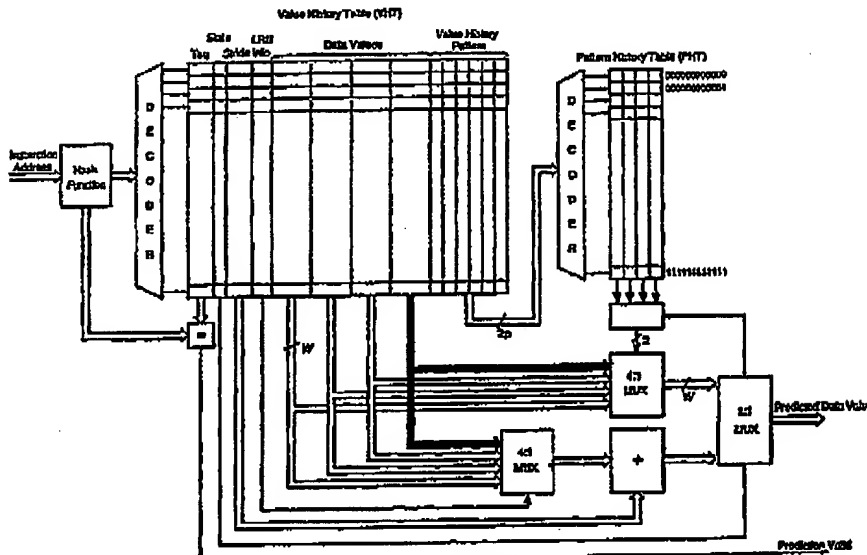 Value History Table (VHT)
State
LRU
Tag
Stride
Info
Data Values
Value History
Pattern
Pattern History Table (PHT)
000000000000
000000000001
DECODER
DECODER
Instruction
Address
Hash
Function
111111111111
=
W
2p
2
4:1
MUX
W
2:1
MUX
Predicted Data Value
4:1
MUX
+
Prediction Valid